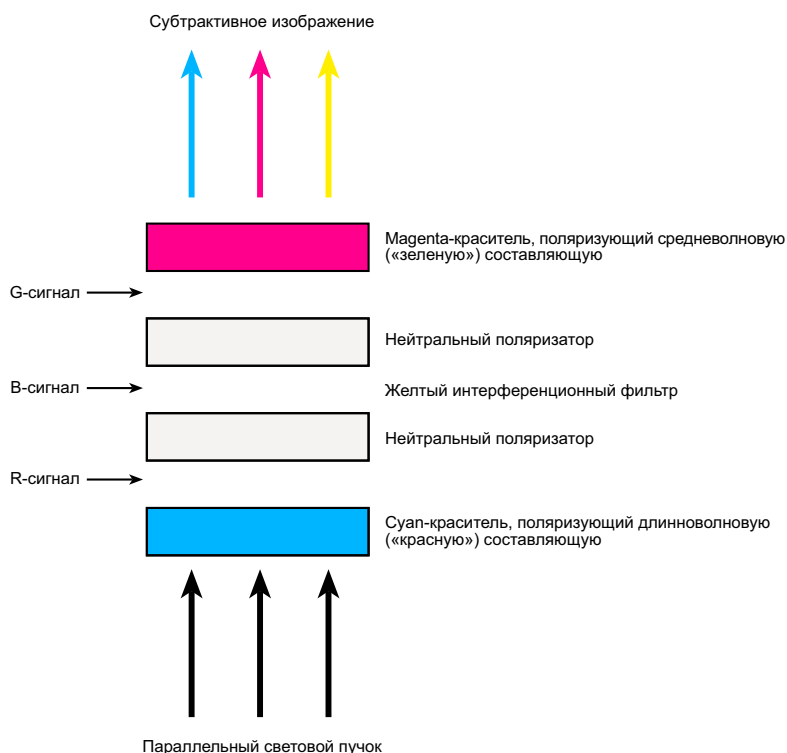 Субтрактивное изображение
Magenta-краситель, поляризующий средневолновую
(«зеленую») составляющую
G-сигнал
Нейтральный поляризатор
B-сигнал
Желтый интерференционный фильтр
Нейтральный поляризатор
R-сигнал
Cyan-краситель, поляризующий длинноволновую
(«красную») составляющую
Параллельный световой пучок